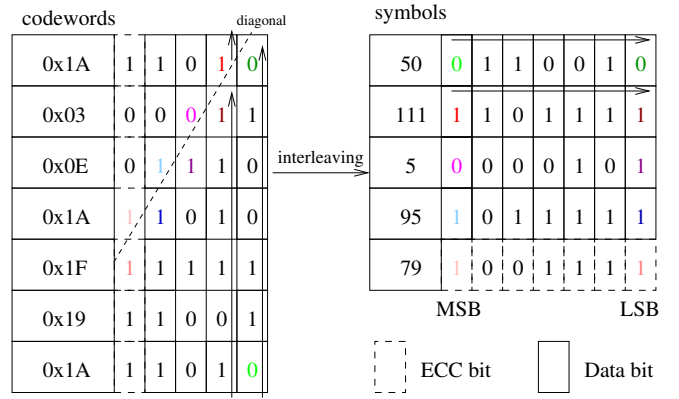 codewords
diagonal
symbols
0x1A 1 1 0 1 0
0x03 0 0 0 1 1
0x0E 0 1 1 1 0
0x1A 1 1 0 1 0
0x1F 1 1 1 1 1
0x19 1 1 0 0 1
0x1A 1 1 0 1 0
interleaving
50 0 1 1 0 0 1 0
111 1 1 0 1 1 1 1
5 0 0 0 0 1 0 1
95 1 0 1 1 1 1 1
79 1 0 0 1 1 1 1
MSB LSB
ECC bit Data bit